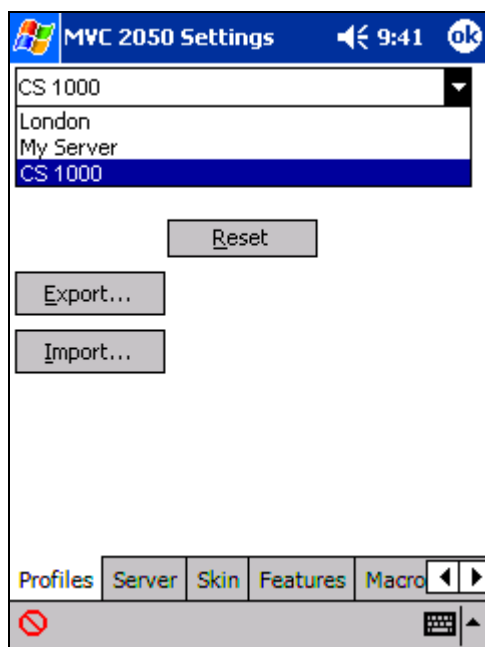 MVC 2050 Settings 9:41 ok
CS 1000
London
My Server
CS 1000
Reset
Export...
Import...
Profiles Server Skin Features Macro